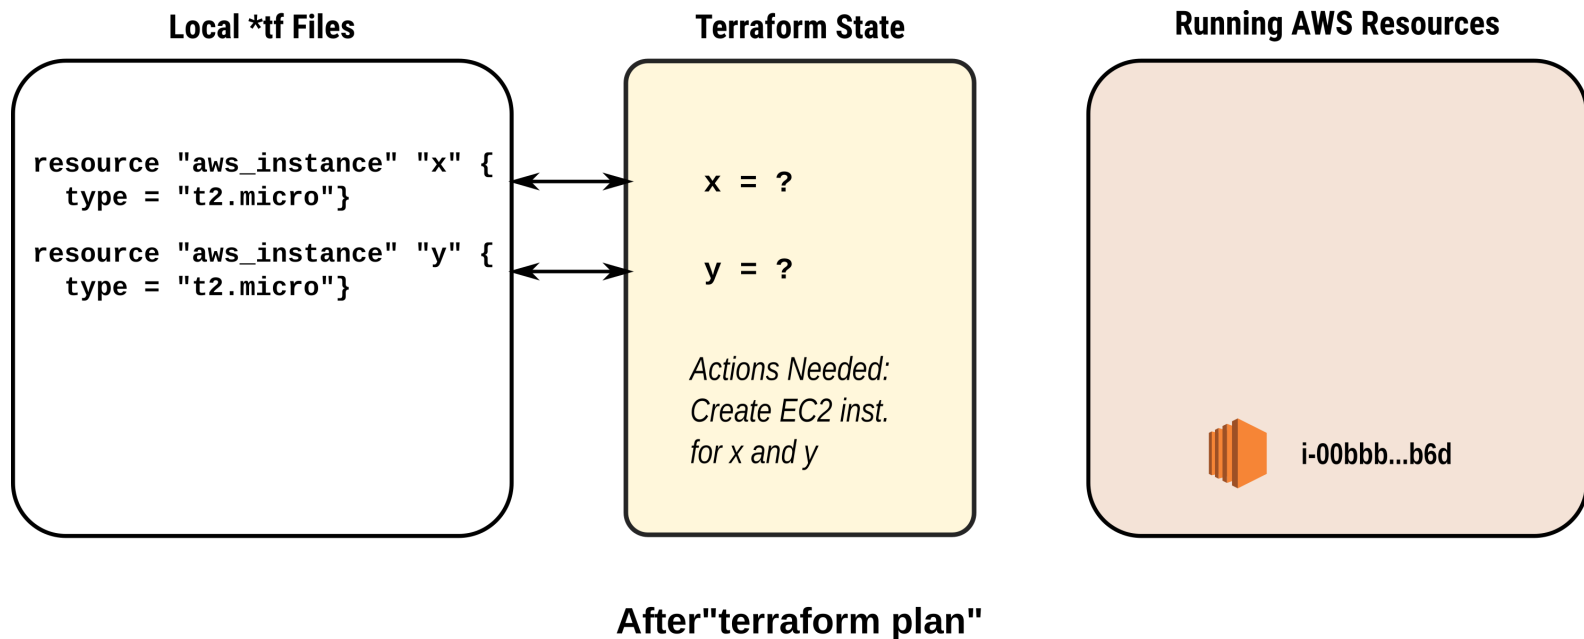 Local *tf Files
Terraform State
Running AWS Resources
resource "aws_instance" "x" {
  type = "t2.micro"}
resource "aws_instance" "y" {
  type = "t2.micro"}
x = ?
y = ?
Actions Needed:
Create EC2 inst.
for x and y
i-00bbb...b6d
After"terraform plan"